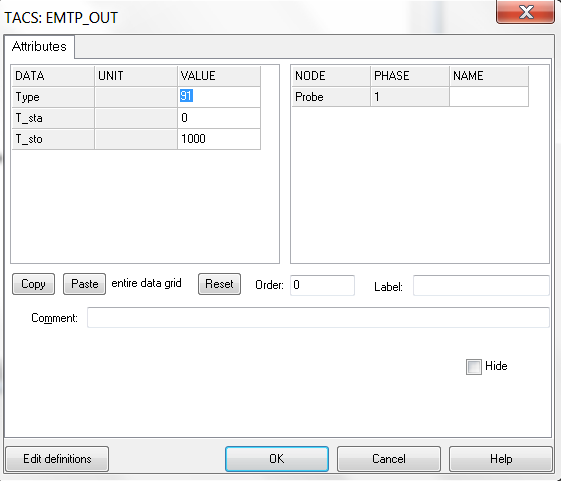 TACS: EMTP_OUT
Attributes
DATA UNIT VALUE
Type 91
T_sta 0
T_sto 1000
NODE PHASE NAME
Probe 1
Copy Paste entire data grid Reset Order: 0 Label:
Comment:
Hide
Edit definitions OK Cancel Help